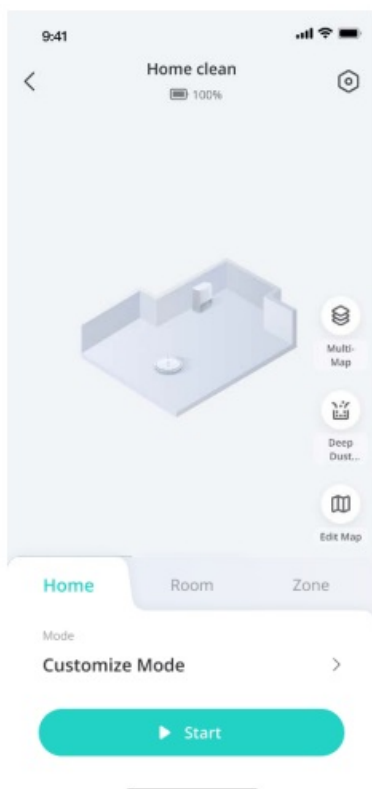 9:41
Home clean
100%
Multi-
Map
Deep
Dust...
Edit Map
Home Room Zone
Mode
Customize Mode
Start